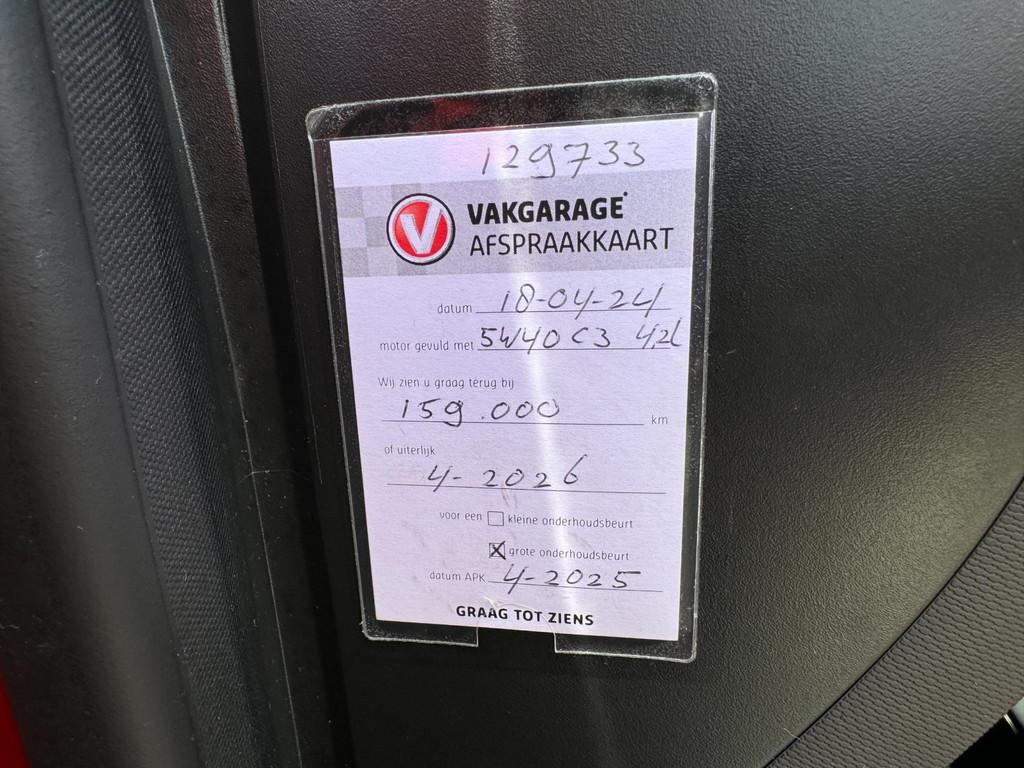 129733
V
VAKGARAGE
AFSPRAAKKAART
datum 18-04-24
motor gevuld met 5W40 C3 4,2L
Wij zien u graag terug bij
159.000 km
of uiterlijk
4-2026
voor een kleine onderhoudsbeurt
X grote onderhoudsbeurt
datum APK 4-2025
GRAAG TOT ZIENS